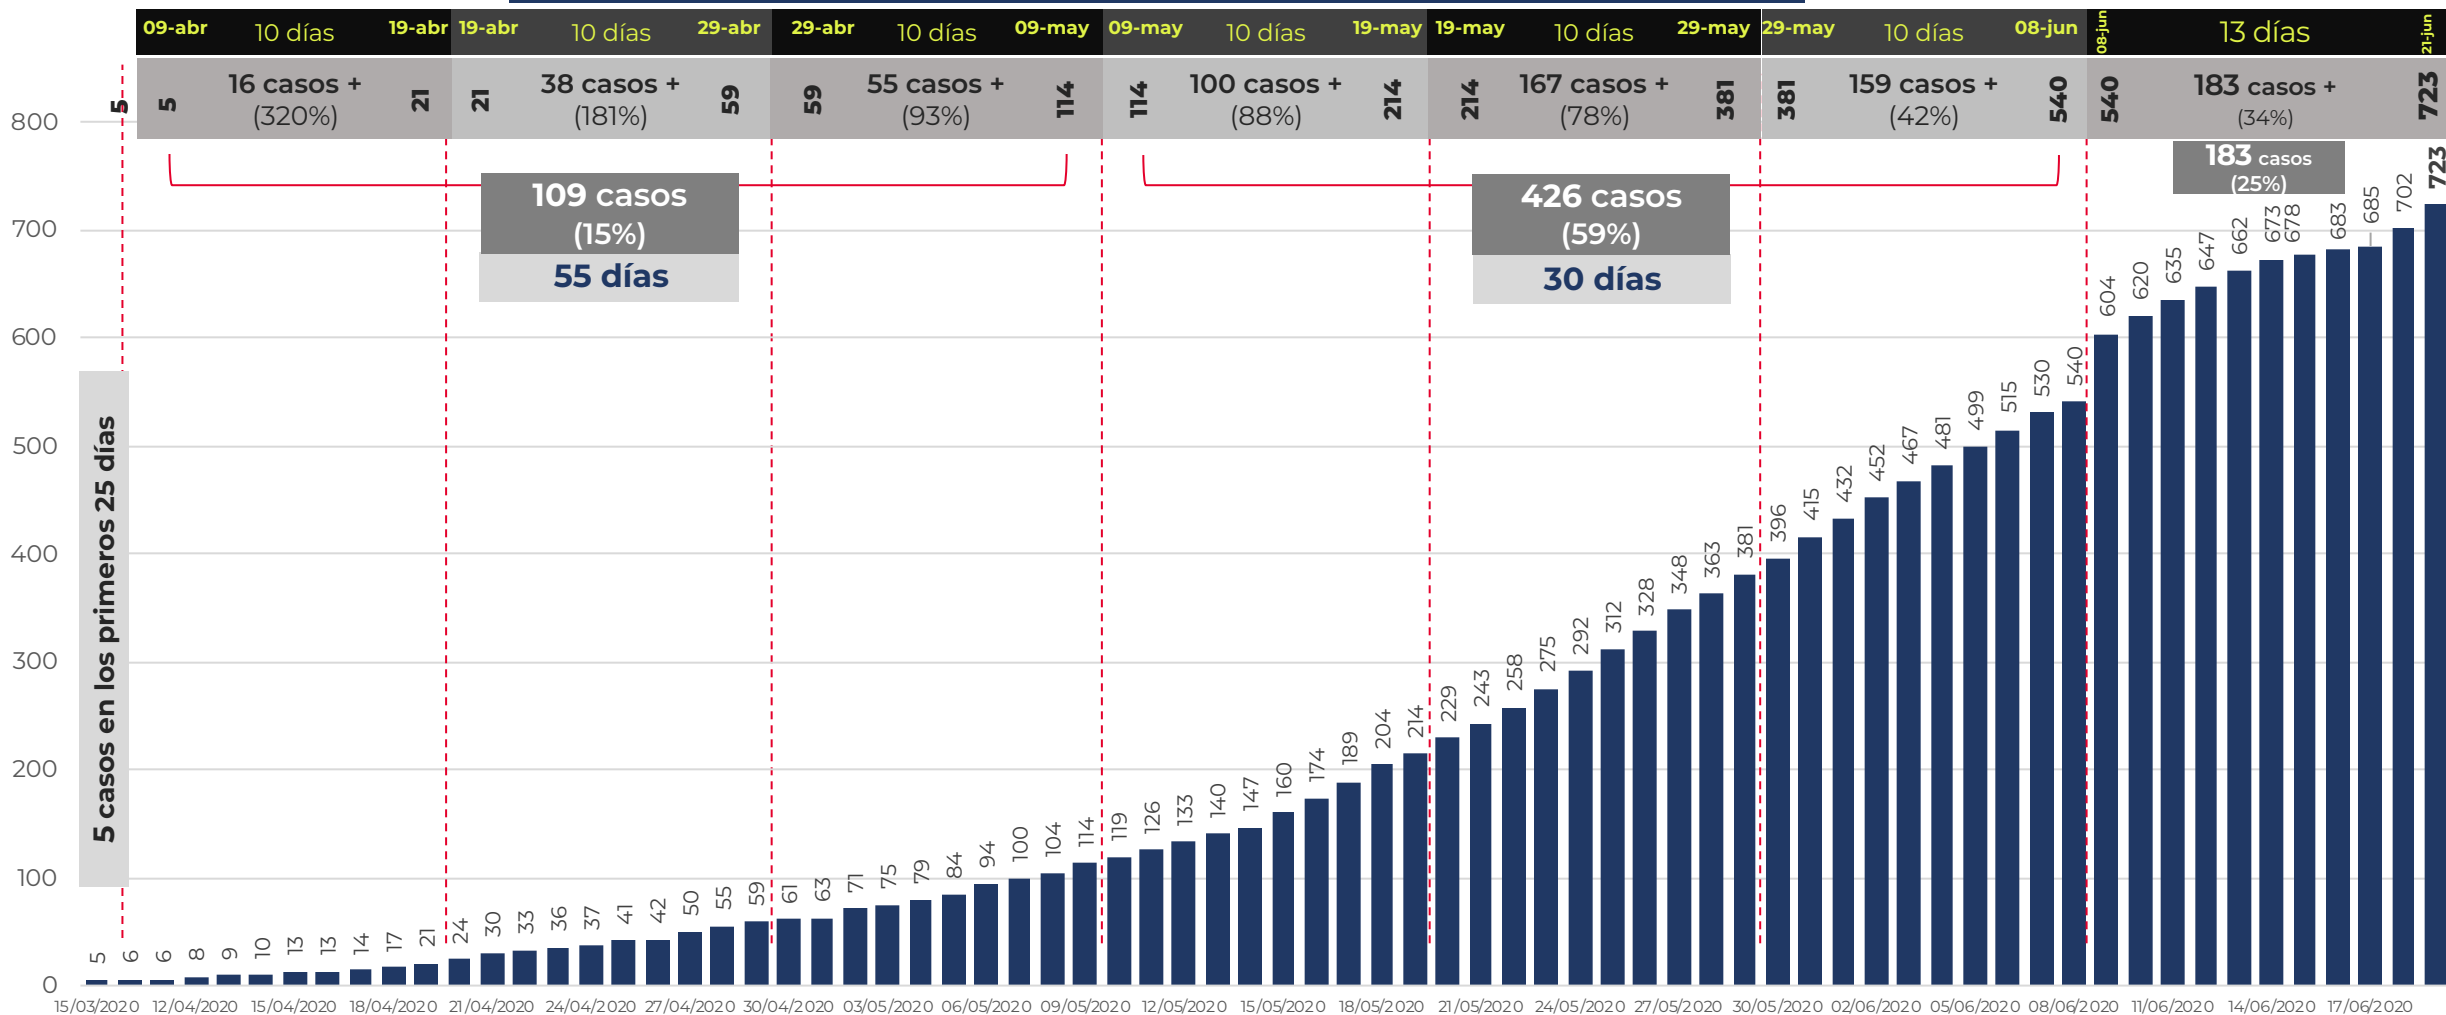 09-abr 10 días 19-abr 19-abr 10 días 29-abr 29-abr 10 días 09-may 09-may 10 días 19-may 19-may 10 días 29-may 29-may 10 días 08-jun 08-jun 13 días 21-jun
5 5 16 casos + 21 21 38 casos + 59 59 55 casos + 114 114 100 casos + 214 214 167 casos + 381 381 159 casos + 540 540 183 casos + 723
(320%) (181%) (93%) (88%) (78%) (42%) (34%)
109 casos
(15%)
55 días
426 casos
(59%)
30 días
183 casos
(25%)
5 casos en los primeros 25 días
800
700
600
500
400
300
200
100
0
5 6 6 8 9 10 13 13 14 17 21 24 30 33 36 37 41 42 50 55 59 61 63 71 75 79 84 94 100 104 114 119 126 133 140 147 160 174 189 204 214 229 243 258 275 292 312 328 348 363 381 396 415 432 452 467 481 499 515 530 540 604 620 635 647 662 673 678 683 685 702 723
15/03/2020 12/04/2020 15/04/2020 18/04/2020 21/04/2020 24/04/2020 27/04/2020 30/04/2020 03/05/2020 06/05/2020 09/05/2020 12/05/2020 15/05/2020 18/05/2020 21/05/2020 24/05/2020 27/05/2020 30/05/2020 02/06/2020 05/06/2020 08/06/2020 11/06/2020 14/06/2020 17/06/2020